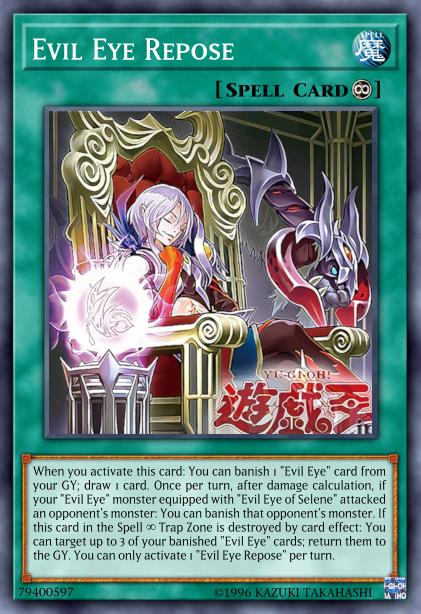 EVIL EYE REPOSE
SPELL
魔
[SPELL CARD∞]
YU-GI-OH!
遊戯王
When you activate this card: You can banish 1 "Evil Eye" card from
your GY; draw 1 card. Once per turn, after damage calculation, if
your "Evil Eye" monster equipped with "Evil Eye of Selene" attacked
an opponent's monster: You can banish that opponent's monster. If
this card in the Spell ∞ Trap Zone is destroyed by card effect: You
can target up to 3 of your banished "Evil Eye" cards; return them to
the GY. You can only activate 1 "Evil Eye Repose" per turn.
79400597
©1996 KAZUKI TAKAHASHI